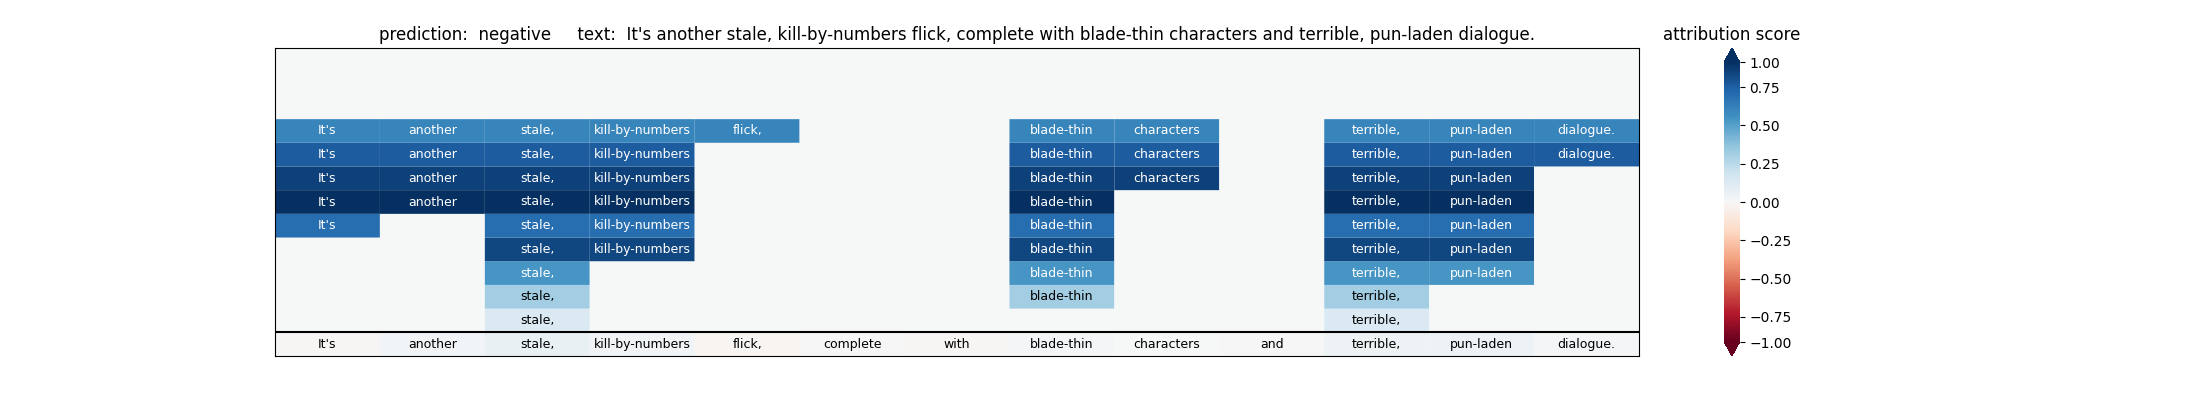 prediction: negative text: It's another stale, kill-by-numbers flick, complete with blade-thin characters and terrible, pun-laden dialogue.
attribution score
It's another stale, kill-by-numbers flick, blade-thin characters terrible, pun-laden dialogue.
It's another stale, kill-by-numbers blade-thin characters terrible, pun-laden dialogue.
It's another stale, kill-by-numbers blade-thin characters terrible, pun-laden
It's another stale, kill-by-numbers blade-thin terrible, pun-laden
It's stale, kill-by-numbers blade-thin terrible, pun-laden
stale, kill-by-numbers blade-thin terrible, pun-laden
stale, blade-thin terrible, pun-laden
stale, blade-thin terrible,
stale, terrible,
It's another stale, kill-by-numbers flick, complete with blade-thin characters and terrible, pun-laden dialogue.
1.00
0.75
0.50
0.25
0.00
−0.25
−0.50
−0.75
−1.00